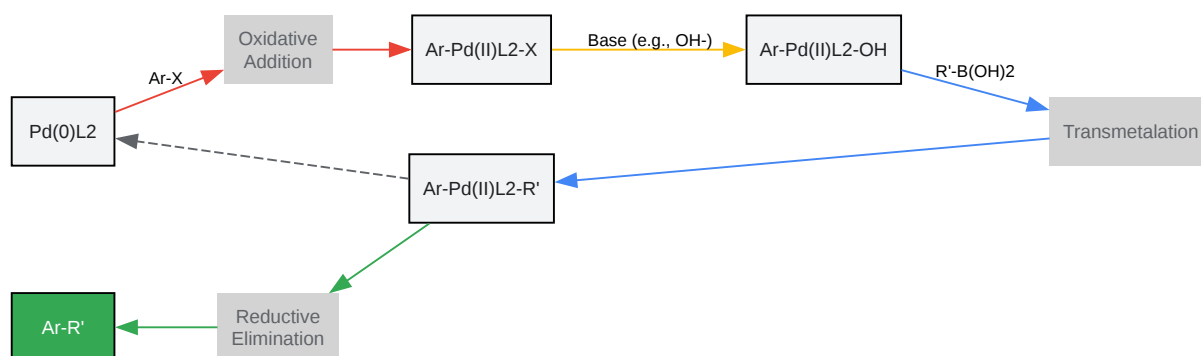 Oxidative
Addition
Ar-Pd(II)L2-X
Base (e.g., OH-)
Ar-Pd(II)L2-OH
Ar-X
R'-B(OH)2
Pd(0)L2
Transmetalation
Ar-Pd(II)L2-R'
Ar-R'
Reductive
Elimination